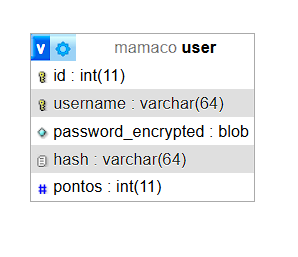 v mamaco user
id : int(11)
username : varchar(64)
password_encrypted : blob
hash : varchar(64)
# pontos : int(11)